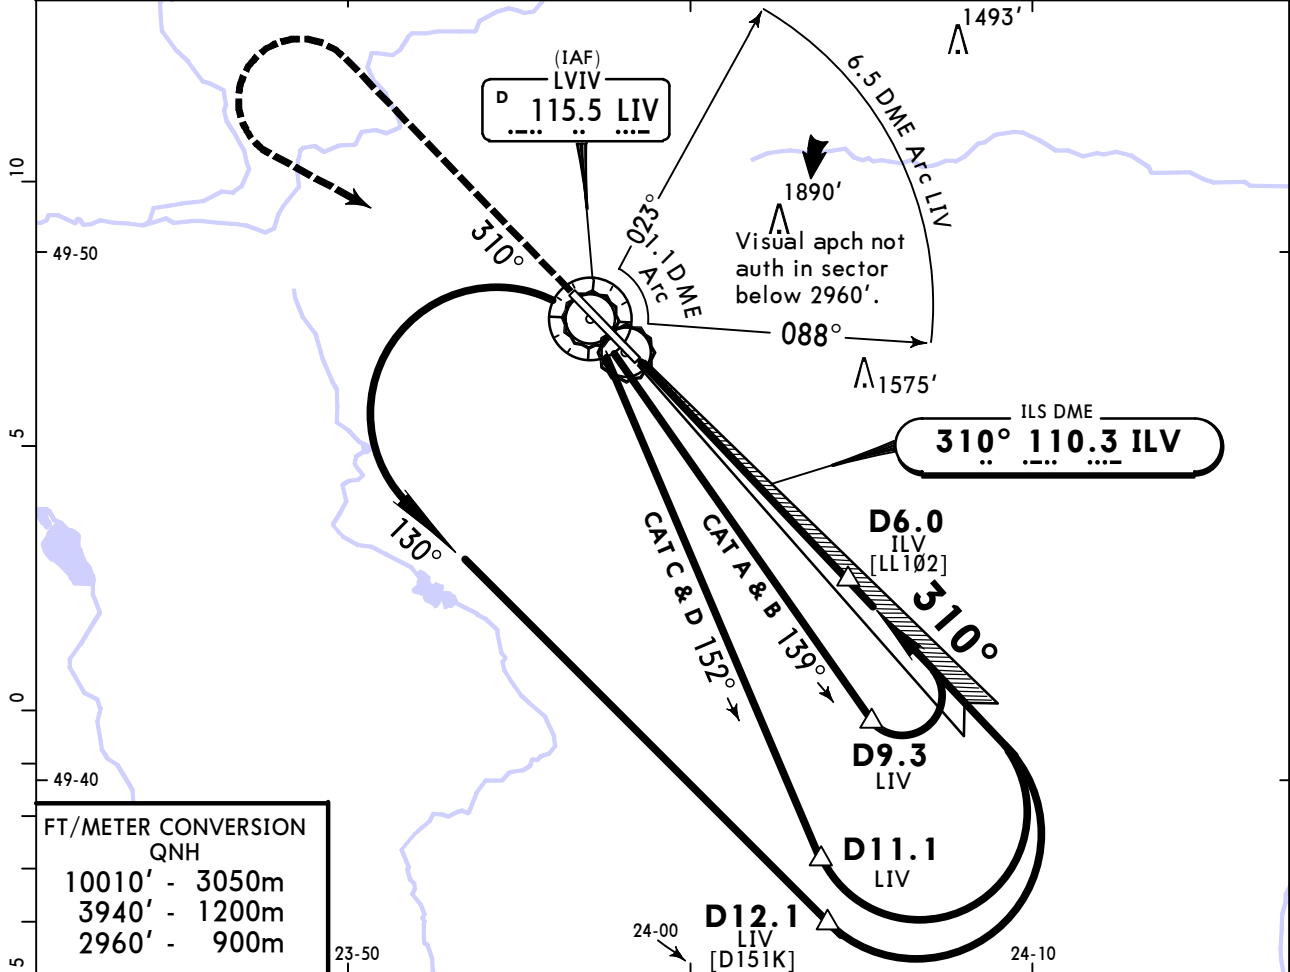 1493'
(IAF)
LVIV
D 115.5 LIV
6.5 DME Arc LIV
10
1890'
023°
1.1 DME
Arc
Visual apch not
auth in sector
below 2960'.
49-50
310°
088°
1575'
ILS DME
310° 110.3 ILV
5
D6.0
ILV
[LL1Ø2]
130°
CAT C & D 152°
CAT A & B 139°
310°
0
D9.3
LIV
49-40
FT/METER CONVERSION
QNH
10010' - 3050m
3940' - 1200m
2960' - 900m
D11.1
LIV
D12.1
LIV
[D151K]
24-00
23-50
24-10
5